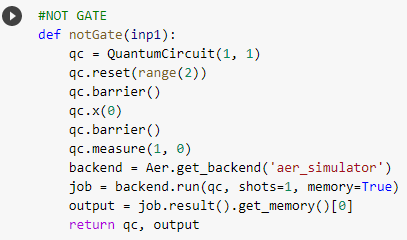 #NOT GATE
def notGate(inp1):
    qc = QuantumCircuit(1, 1)
    qc.reset(range(2))
    qc.barrier()
    qc.x(0)
    qc.barrier()
    qc.measure(1, 0)
    backend = Aer.get_backend('aer_simulator')
    job = backend.run(qc, shots=1, memory=True)
    output = job.result().get_memory()[0]
    return qc, output